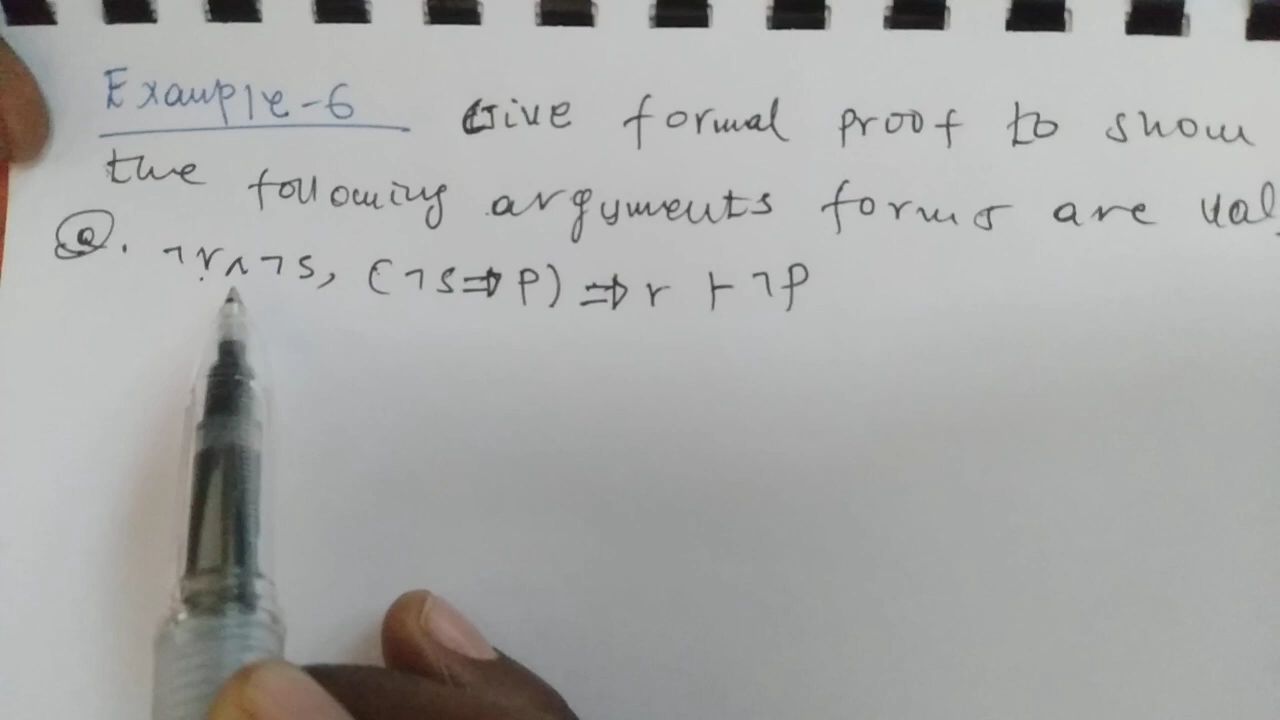 Example-6 Give formal proof to show
the following arguments forms are val
a. ¬r∧¬s, (¬s⇒p)⇒r ⊢ ¬p